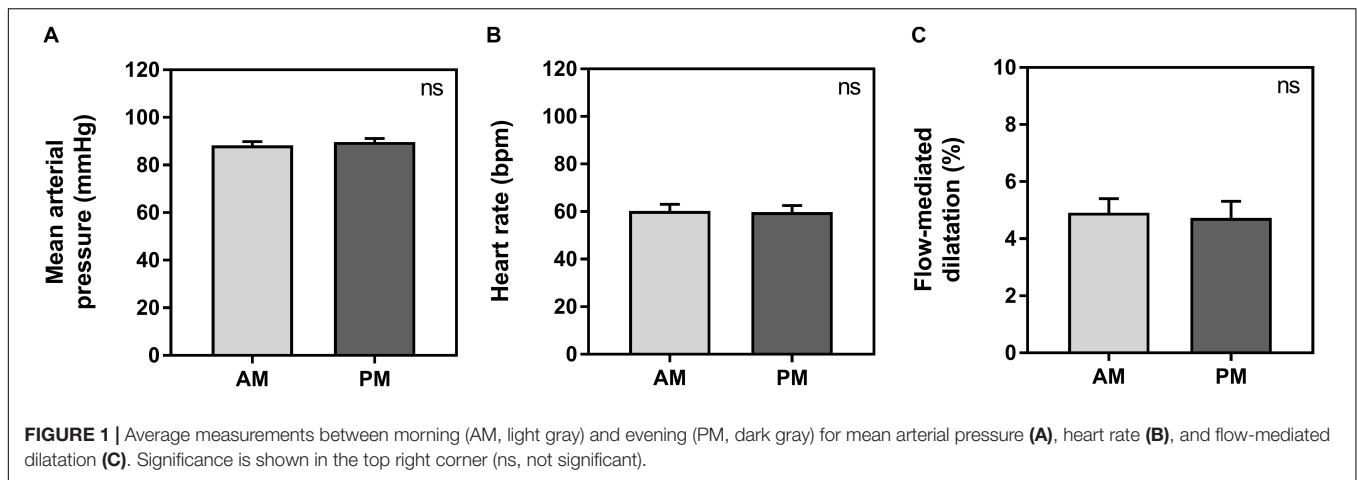 A
Mean arterial
pressure (mmHg)
120
100
80
60
40
20
0
ns
AM PM
B
Heart rate (bpm)
120
100
80
60
40
20
0
ns
AM PM
C
Flow-mediated
dilatation (%)
10
8
6
4
2
0
ns
AM PM
FIGURE 1 | Average measurements between morning (AM, light gray) and evening (PM, dark gray) for mean arterial pressure (A), heart rate (B), and flow-mediated
dilatation (C). Significance is shown in the top right corner (ns, not significant).